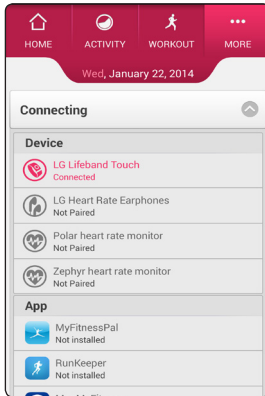 HOME ACTIVITY WORKOUT MORE
Wed, January 22, 2014
Connecting
Device
LG Lifeband Touch
Connected
LG Heart Rate Earphones
Not Paired
Polar heart rate monitor
Not Paired
Zephyr heart rate monitor
Not Paired
App
MyFitnessPal
Not installed
RunKeeper
Not installed